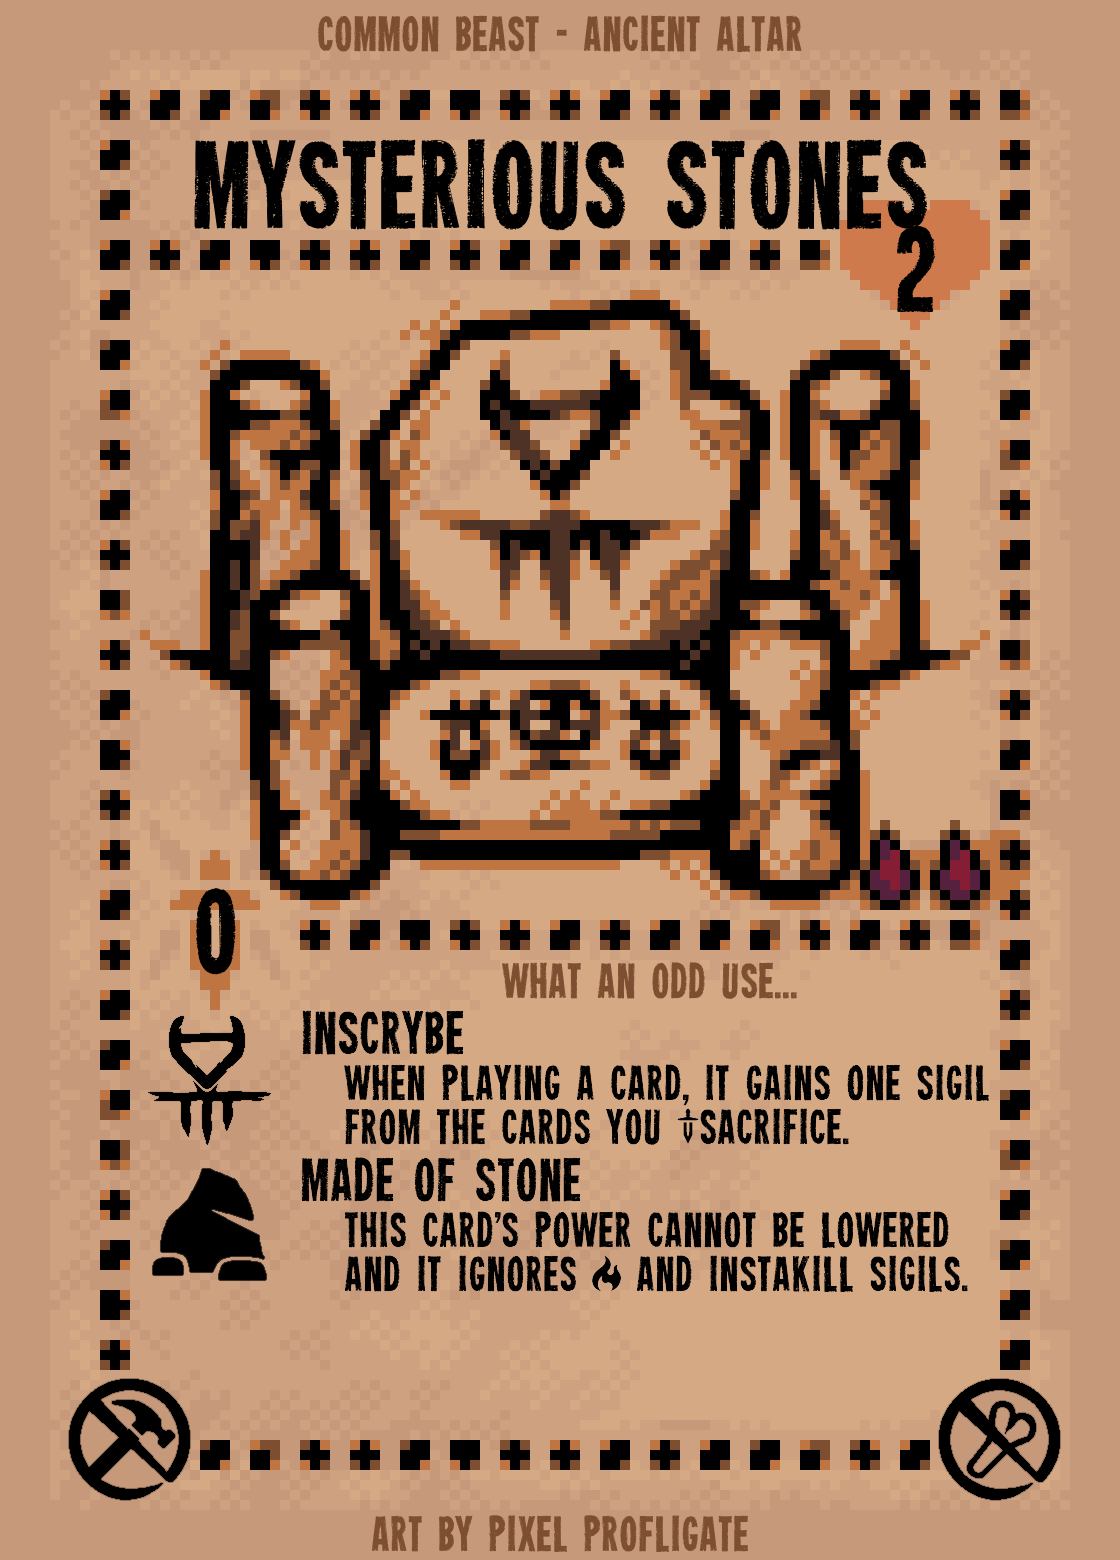 COMMON BEAST - ANCIENT ALTAR
MYSTERIOUS STONES
2
0
WHAT AN ODD USE...
INSCRYBE
WHEN PLAYING A CARD, IT GAINS ONE SIGIL
FROM THE CARDS YOU SACRIFICE.
MADE OF STONE
THIS CARD'S POWER CANNOT BE LOWERED
AND IT IGNORES AND INSTAKILL SIGILS.
ART BY PIXEL PROFLIGATE